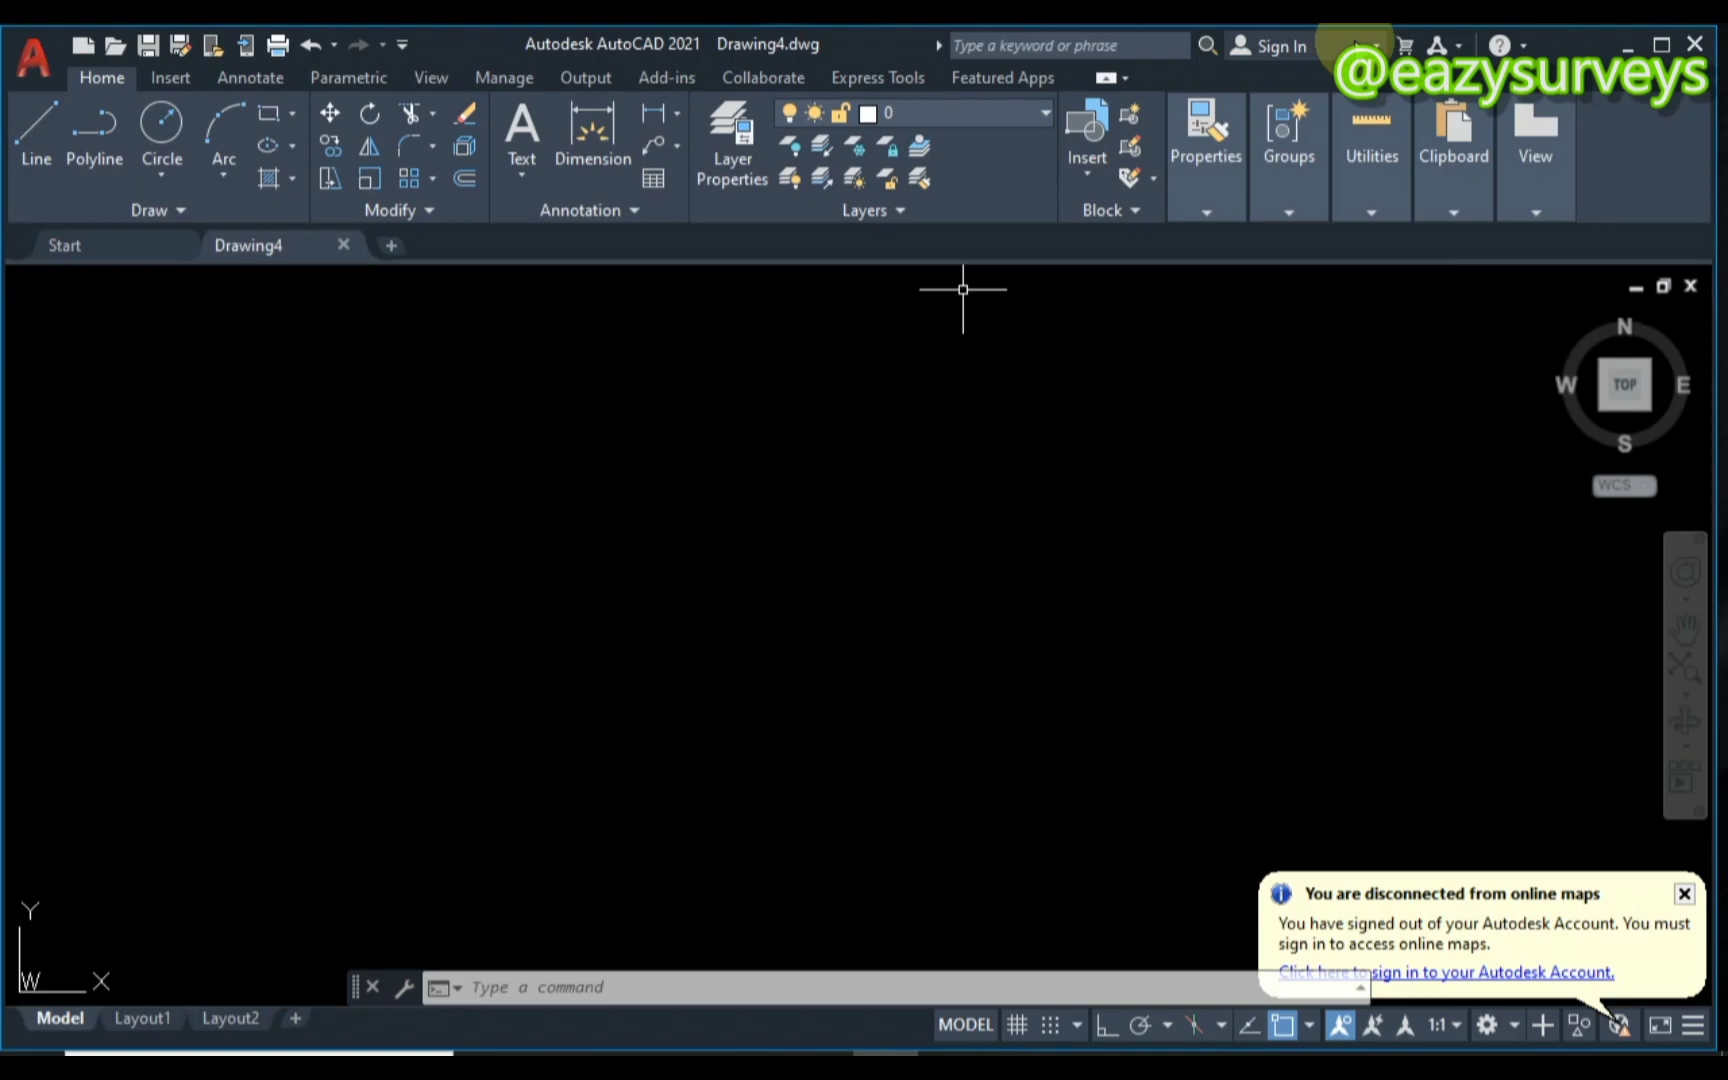 Autodesk AutoCAD 2021 Drawing4.dwg
Type a keyword or phrase
Sign In
@eazysurveys
Home Insert Annotate Parametric View Manage Output Add-ins Collaborate Express Tools Featured Apps
0
Line Polyline Circle Arc
Text Dimension
Layer
Properties
Insert
Properties Groups Utilities Clipboard View
Draw Modify Annotation Layers Block
Start Drawing4
N
W TOP E
S
WCS
You are disconnected from online maps
You have signed out of your Autodesk Account. You must
sign in to access online maps.
Click here to sign in to your Autodesk Account.
Y
W X
Type a command
Model Layout1 Layout2
MODEL 1:1